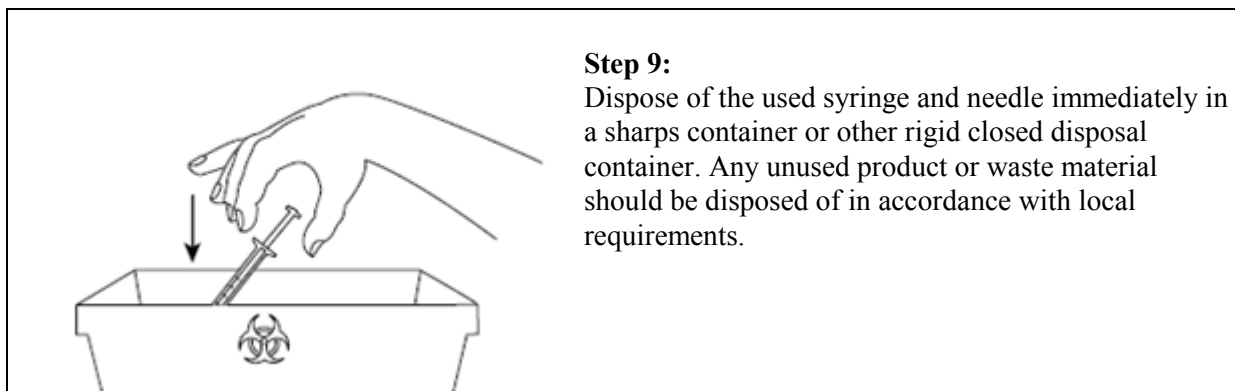 Step 9:
Dispose of the used syringe and needle immediately in
a sharps container or other rigid closed disposal
container. Any unused product or waste material
should be disposed of in accordance with local
requirements.